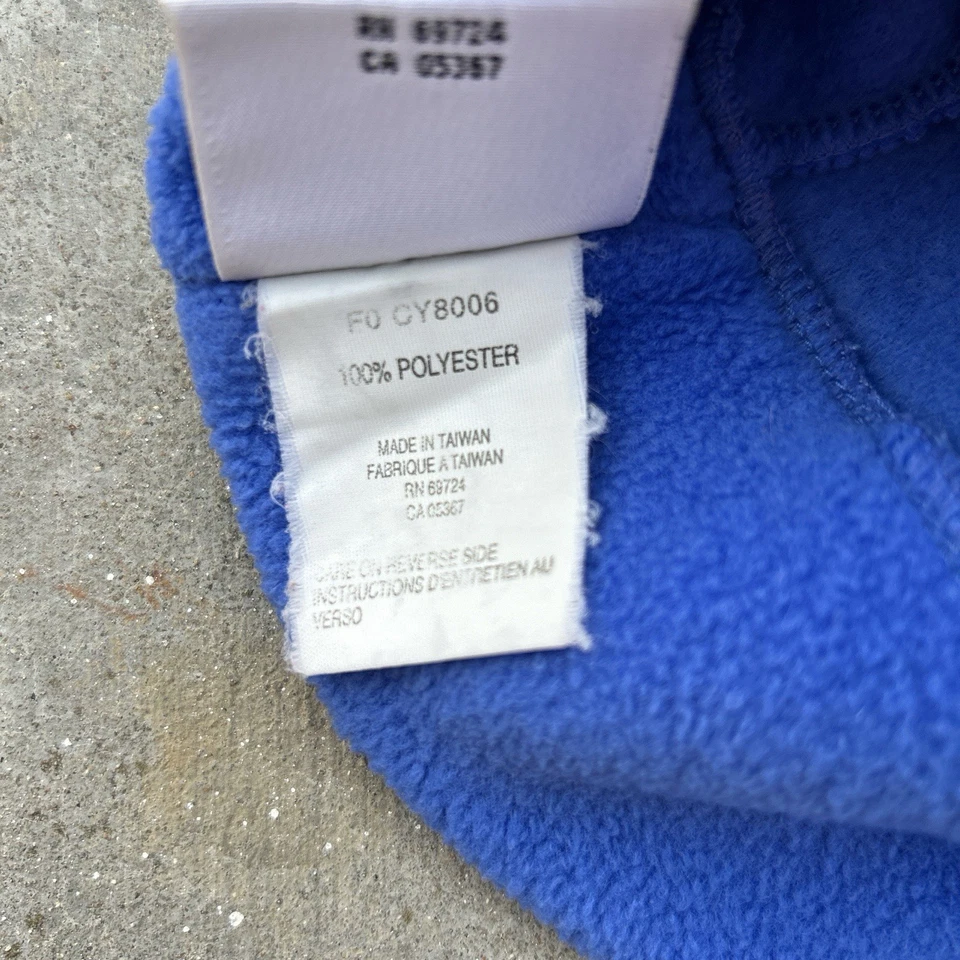 RN 69724
CA 05367
F0 CY8006
100% POLYESTER
MADE IN TAIWAN
FABRIQUE A TAIWAN
RN 69724
CA 05367
CARE ON REVERSE SIDE
INSTRUCTIONS D'ENTRETIEN AU
VERSO